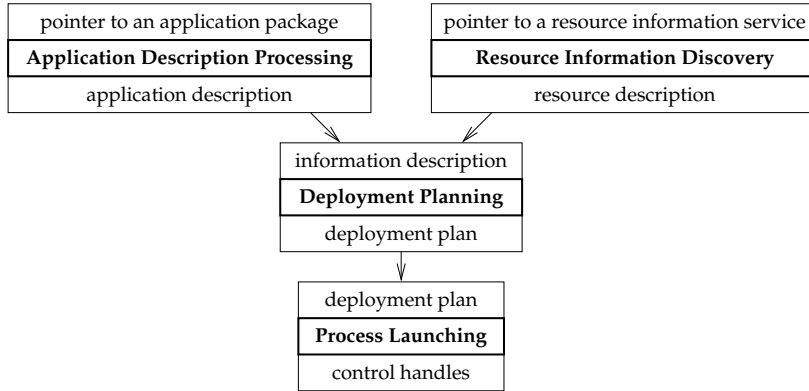 pointer to an application package
Application Description Processing
application description
pointer to a resource information service
Resource Information Discovery
resource description
information description
Deployment Planning
deployment plan
deployment plan
Process Launching
control handles